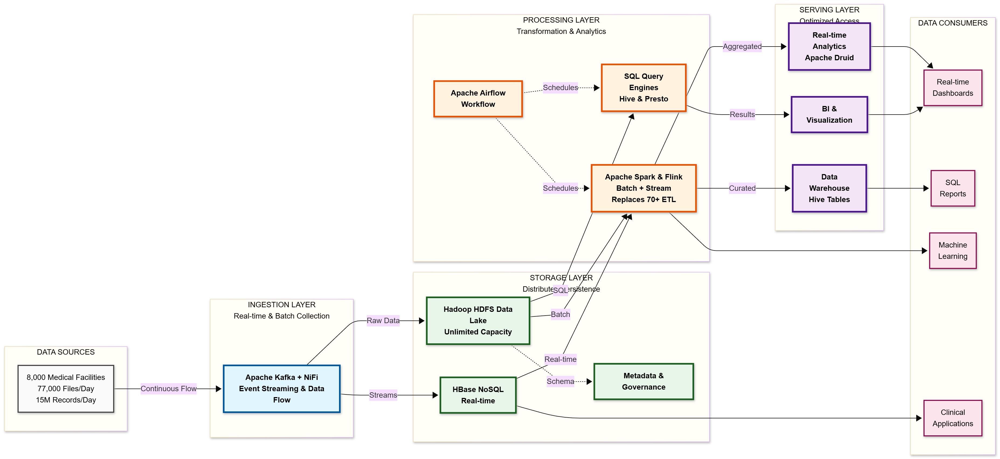 DATA SOURCES
8,000 Medical Facilities
77,000 Files/Day
15M Records/Day
Continuous Flow
INGESTION LAYER
Real-time & Batch Collection
Apache Kafka + NiFi
Event Streaming & Data
Flow
Raw Data
Streams
PROCESSING LAYER
Transformation & Analytics
Apache Airflow
Workflow
Schedules
Schedules
SQL Query
Engines
Hive & Presto
Apache Spark & Flink
Batch + Stream
Replaces 70+ ETL
STORAGE LAYER
Distribute ersistence
SQL
Hadoop HDFS Data
Lake
Unlimited Capacity
Batch
Real-time
Schema
HBase NoSQL
Real-time
Metadata &
Governance
Aggregated
Results
Curated
SERVING LAYER
Optimized Access
Real-time
Analytics
Apache Druid
BI &
Visualization
Data
Warehouse
Hive Tables
DATA CONSUMERS
Real-time
Dashboards
SQL
Reports
Machine
Learning
Clinical
Applications